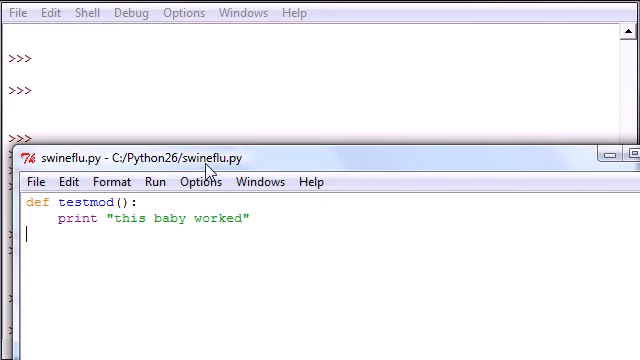 File Edit Shell Debug Options Windows Help
>>>
>>>
>>>
swineflu.py - C:/Python26/swineflu.py
File Edit Format Run Options Windows Help
def testmod():
print "this baby worked"